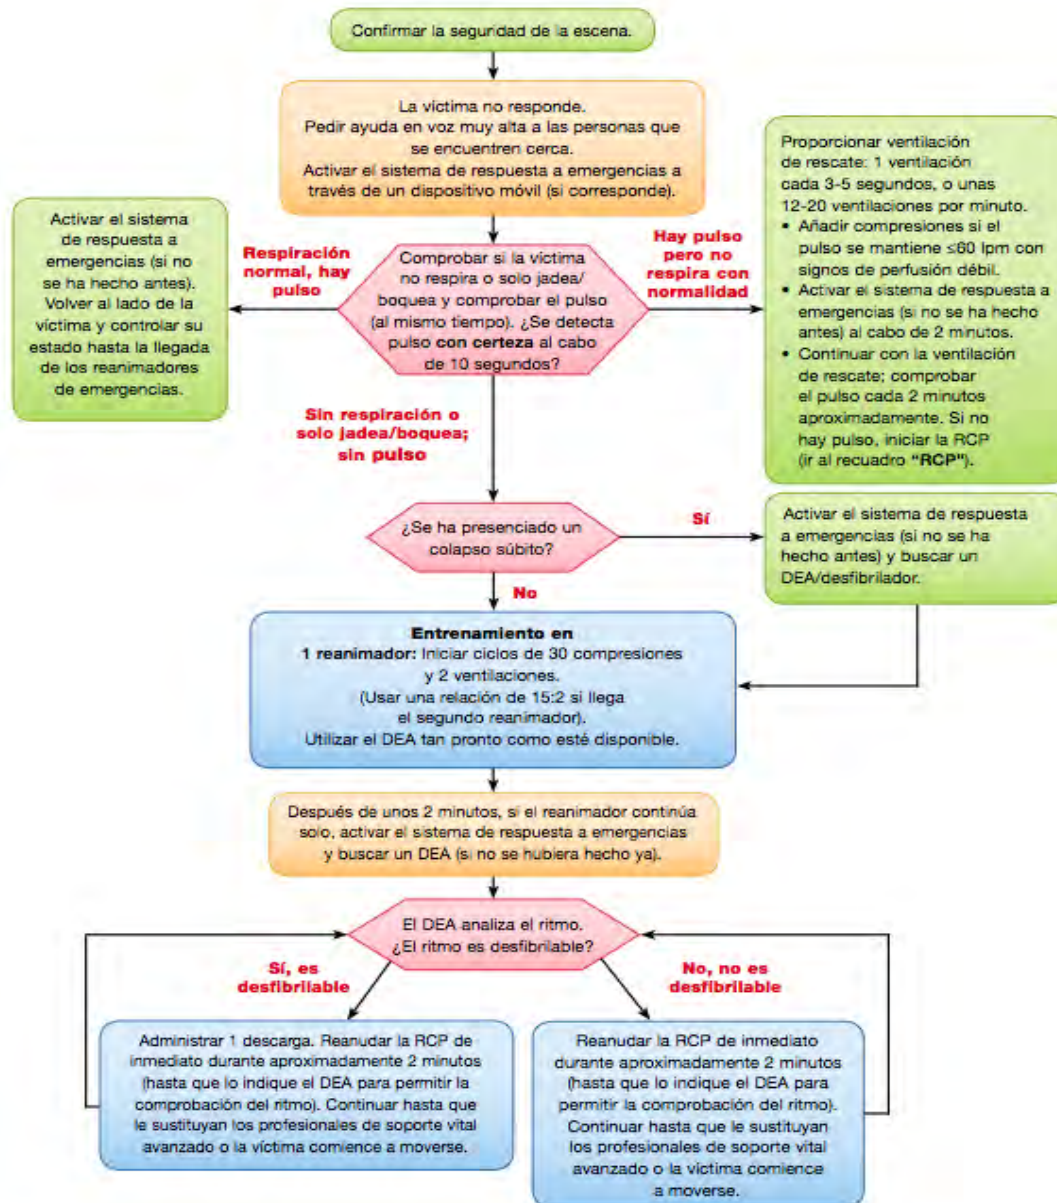 Confirmar la seguridad de la escena.
La víctima no responde.
Pedir ayuda en voz muy alta a las personas que
se encuentren cerca.
Activar el sistema de respuesta a emergencias a
través de un dispositivo móvil (si corresponde).
Activar el sistema
de respuesta a
emergencias (si no
se ha hecho antes).
Volver al lado de la
víctima y controlar su
estado hasta la llegada
de los reanimadores
de emergencias.
Respiración
normal, hay
pulso
Comprobar si la víctima
no respira o solo jadea/
boquea y comprobar el pulso
(al mismo tiempo). ¿Se detecta
pulso con certeza al cabo
de 10 segundos?
Hay pulso
pero no
respira con
normalidad
Proporcionar ventilación
de rescate: 1 ventilación
cada 3-5 segundos, o unas
12-20 ventilaciones por minuto.
• Añadir compresiones si el
pulso se mantiene ≤60 lpm con
signos de perfusión débil.
• Activar el sistema de respuesta a
emergencias (si no se ha hecho
antes) al cabo de 2 minutos.
• Continuar con la ventilación
de rescate; comprobar
el pulso cada 2 minutos
aproximadamente. Si no
hay pulso, iniciar la RCP
(ir al recuadro “RCP”).
Sin respiración o
solo jadea/boquea;
sin pulso
¿Se ha presenciado un
colapso súbito?
Sí
Activar el sistema de respuesta
a emergencias (si no se ha
hecho antes) y buscar un
DEA/desfibrilador.
No
Entrenamiento en
1 reanimador: Iniciar ciclos de 30 compresiones
y 2 ventilaciones.
(Usar una relación de 15:2 si llega
el segundo reanimador).
Utilizar el DEA tan pronto como esté disponible.
Después de unos 2 minutos, si el reanimador continúa
solo, activar el sistema de respuesta a emergencias
y buscar un DEA (si no se hubiera hecho ya).
El DEA analiza el ritmo.
¿El ritmo es desfibrilable?
Sí, es
desfibrilable
No, no es
desfibrilable
Administrar 1 descarga. Reanudar la RCP de
inmediato durante aproximadamente 2 minutos
(hasta que lo indique el DEA para permitir la
comprobación del ritmo). Continuar hasta que
le sustituyan los profesionales de soporte vital
avanzado o la víctima comience a moverse.
Reanudar la RCP de inmediato
durante aproximadamente 2 minutos
(hasta que lo indique el DEA para
permitir la comprobación del ritmo).
Continuar hasta que le sustituyan
los profesionales de soporte vital
avanzado o la víctima comience
a moverse.